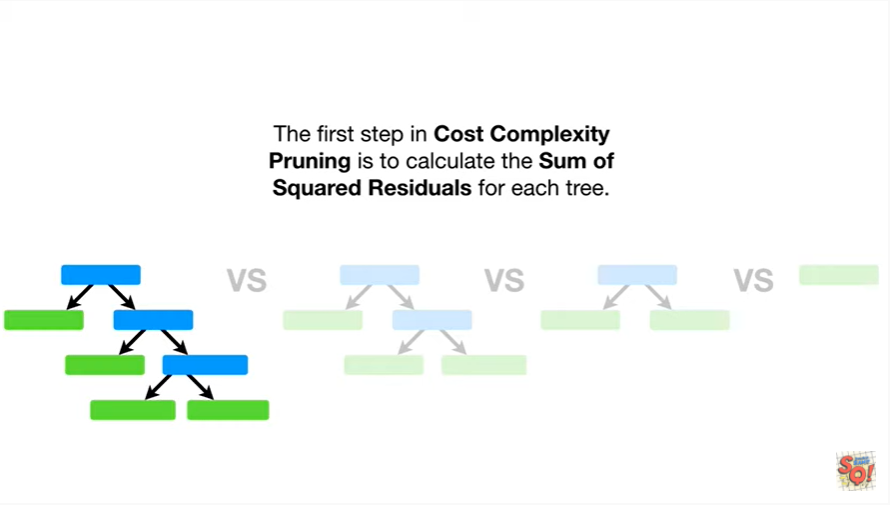 The first step in Cost Complexity
Pruning is to calculate the Sum of
Squared Residuals for each tree.
VS VS VS
SQ!